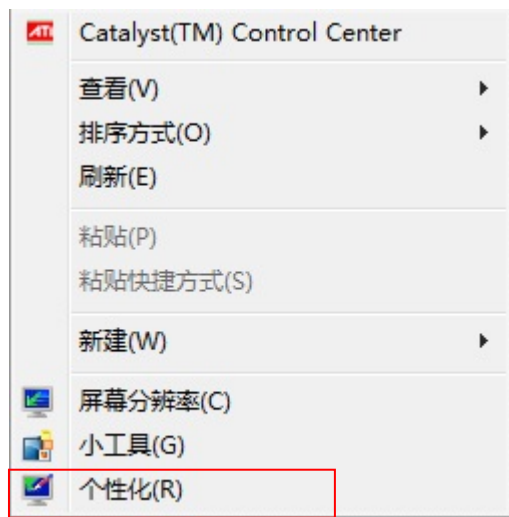 ATI Catalyst(TM) Control Center
查看(V)
排序方式(O)
刷新(E)
粘贴(P)
粘贴快捷方式(S)
新建(W)
屏幕分辨率(C)
小工具(G)
个性化(R)